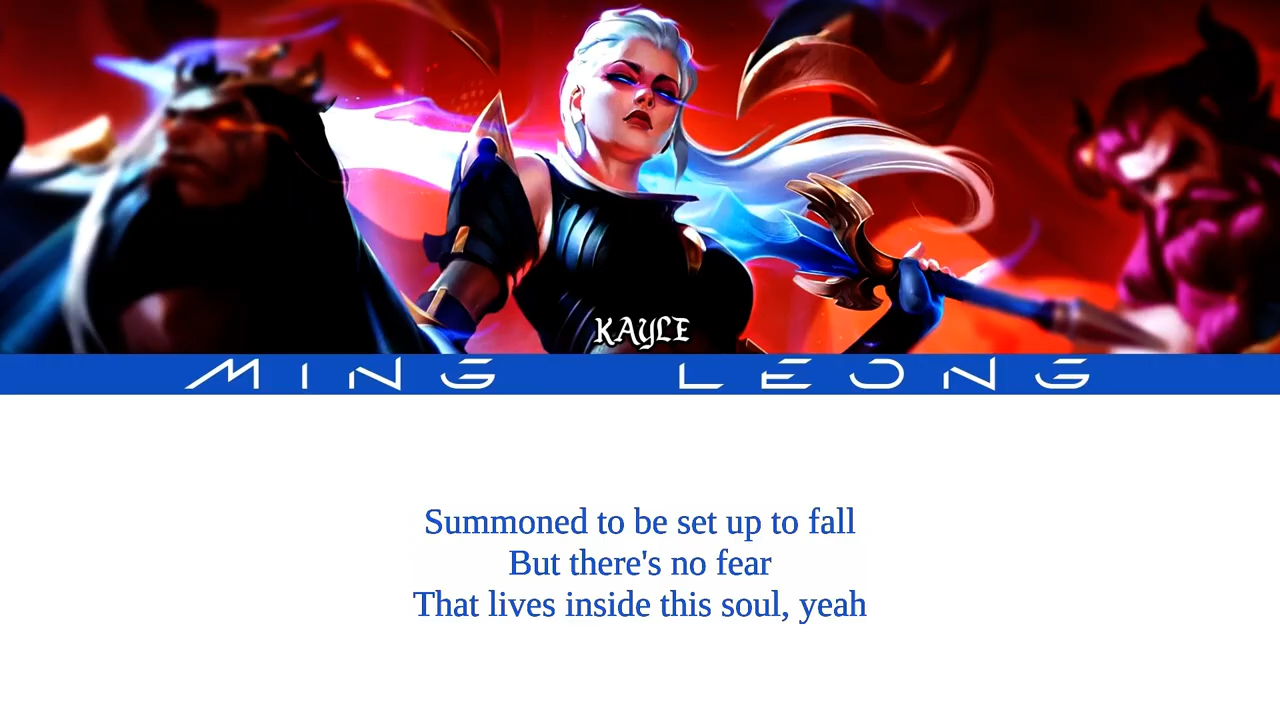 KAYLE
MING LEONG
Summoned to be set up to fall
But there's no fear
That lives inside this soul, yeah